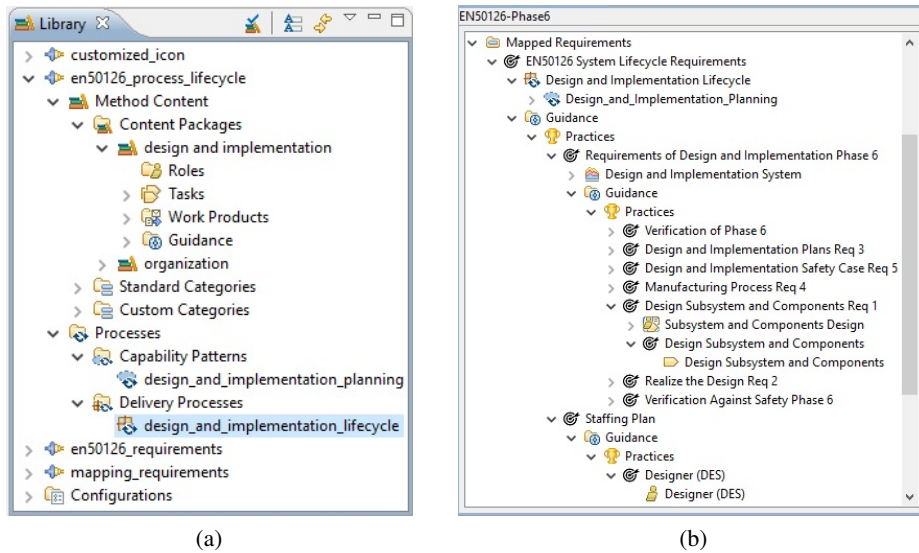 Library
customized_icon
en50126_process_lifecycle
Method Content
Content Packages
design and implementation
Roles
Tasks
Work Products
Guidance
organization
Standard Categories
Custom Categories
Processes
Capability Patterns
design_and_implementation_planning
Delivery Processes
design_and_implementation_lifecycle
en50126_requirements
mapping_requirements
Configurations
(a)
EN50126-Phase6
Mapped Requirements
EN50126 System Lifecycle Requirements
Design and Implementation Lifecycle
Design_and_Implementation_Planning
Guidance
Practices
Requirements of Design and Implementation Phase 6
Design and Implementation System
Guidance
Practices
Verification of Phase 6
Design and Implementation Plans Req 3
Design and Implementation Safety Case Req 5
Manufacturing Process Req 4
Design Subsystem and Components Req 1
Subsystem and Components Design
Design Subsystem and Components
Design Subsystem and Components
Realize the Design Req 2
Verification Against Safety Phase 6
Staffing Plan
Guidance
Practices
Designer (DES)
Designer (DES)
(b)